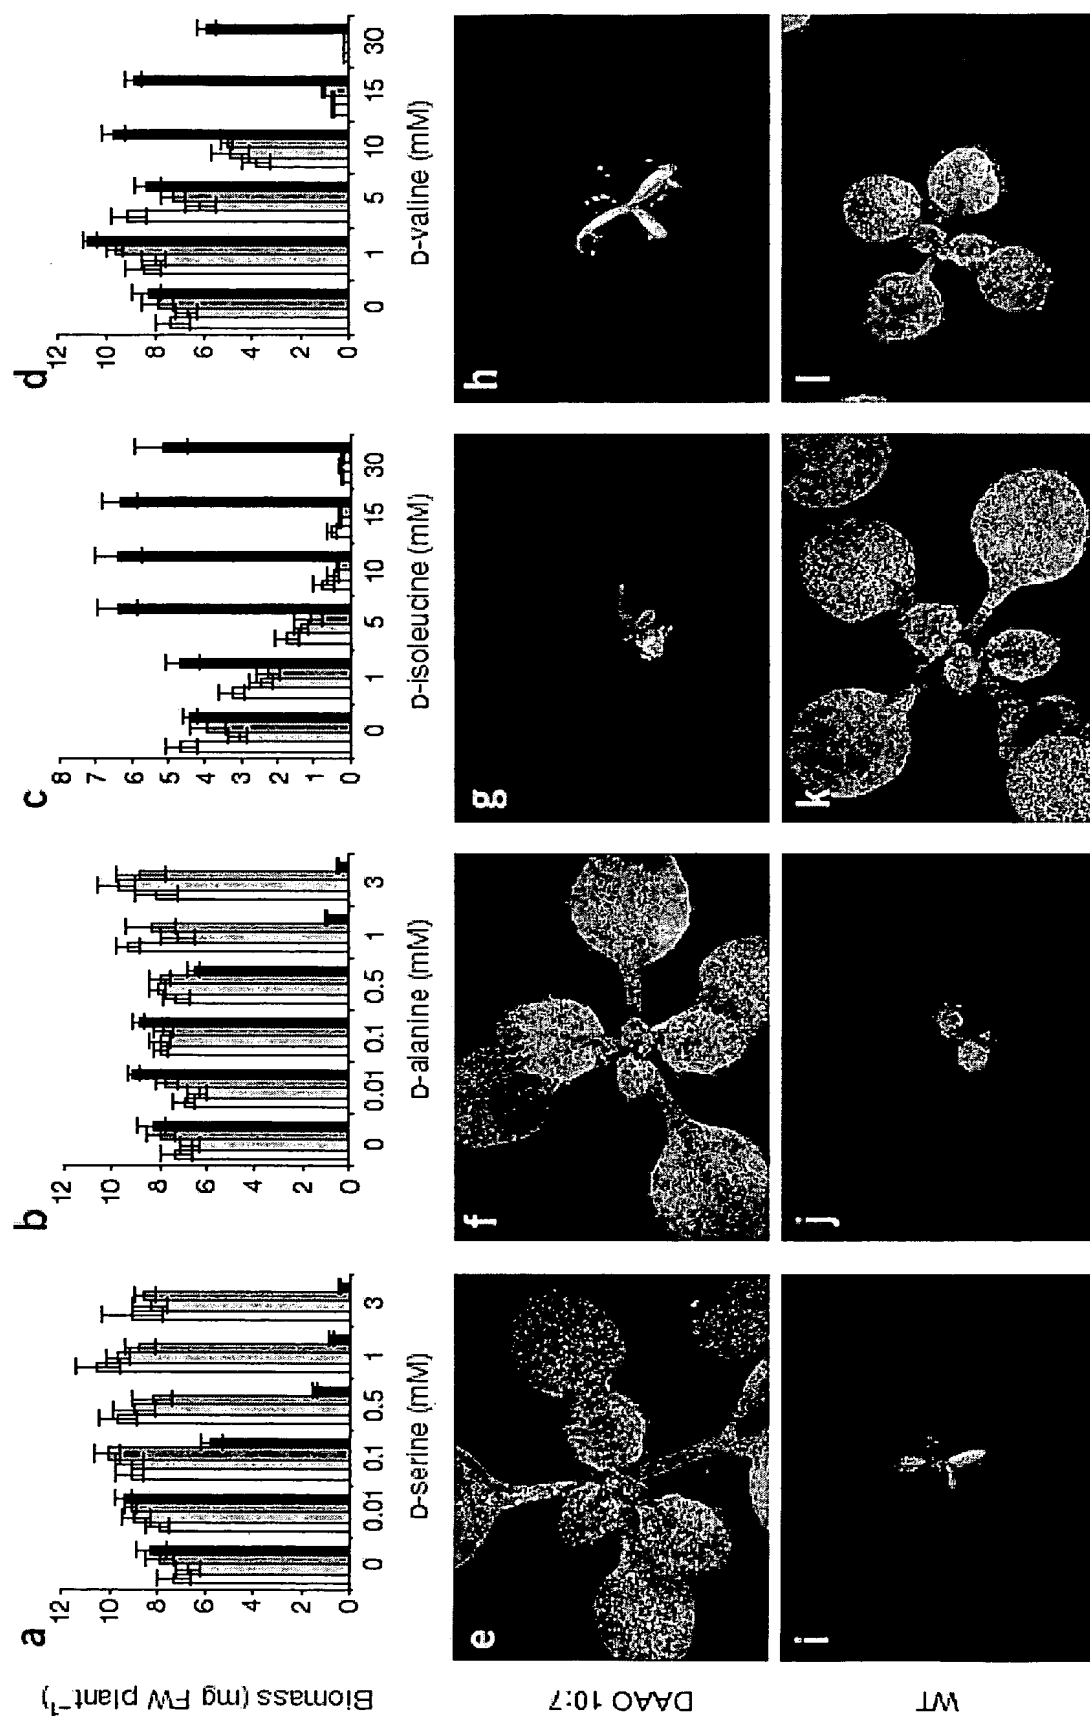 a
b
c
d
Biomass (mg FW plant⁻¹)
12
10
8
6
4
2
0
0 0.01 0.1 0.5 1 3
D-serine (mM)
12
10
8
6
4
2
0
0 0.01 0.1 0.5 1 3
D-alanine (mM)
8
7
6
5
4
3
2
1
0
0 1 5 10 15 30
D-isoleucine (mM)
12
10
8
6
4
2
0
0 1 5 10 15 30
D-valine (mM)
DAAO 10:7
e
f
g
h
WT
i
j
k
l